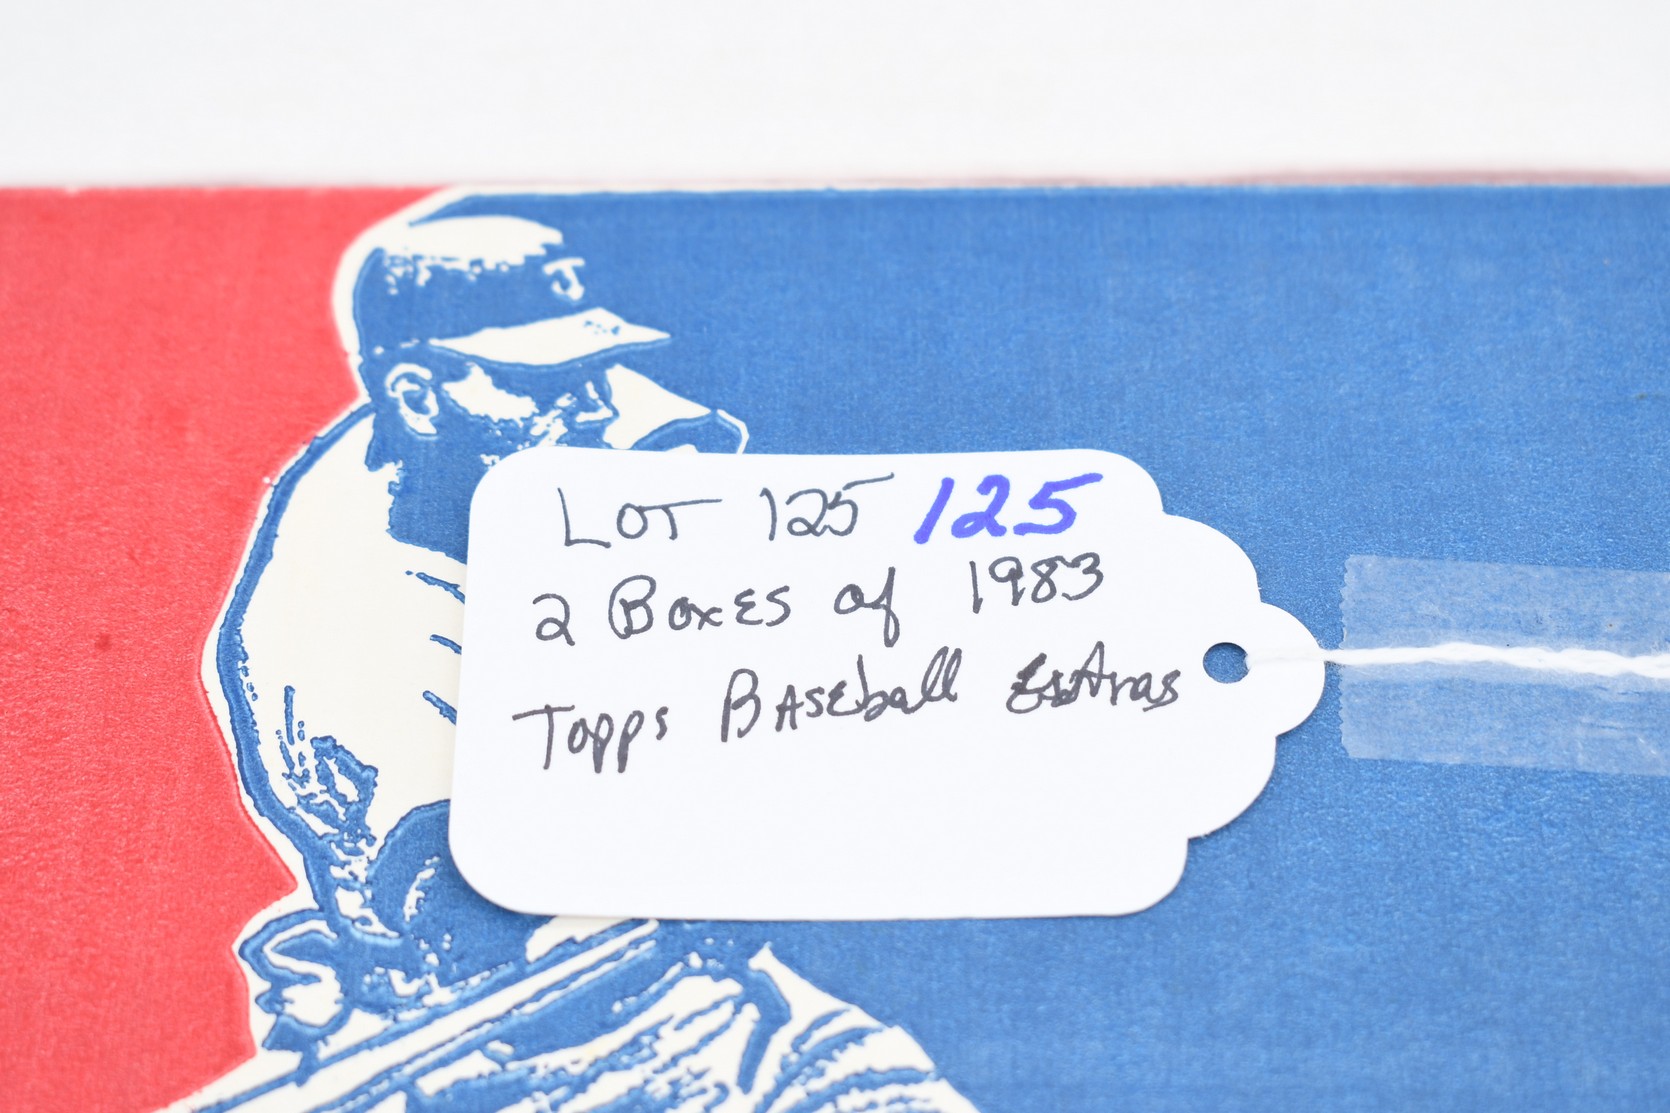 LOT 125 125
2 Boxes of 1983
Topps Baseball Extras